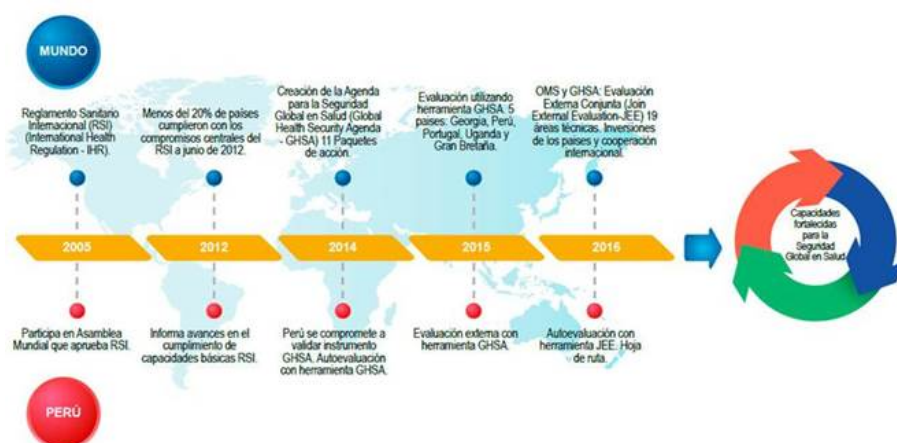 MUNDO
Reglamento Sanitario
Internacional (RSI)
(International Health
Regulation - IHR).
Menos del 20% de países
cumplieron con los
compromisos centrales del
RSI a junio de 2012.
Creación de la Agenda
para la Seguridad
Global en Salud (Global
Health Security Agenda
- GHSA) 11 Paquetes
de acción.
Evaluación utilizando
herramienta GHSA. 5
países: Georgia, Perú,
Portugal, Uganda y
Gran Bretaña.
OMS y GHSA: Evaluación
Externa Conjunta (Join
External Evaluation-JEE) 19
áreas técnicas. Inversiones
de los países y cooperación
internacional.
2005
2012
2014
2015
2016
Capacidades
fortalecidas
para la
Seguridad
Global en Salud
Participa en Asamblea
Mundial que aprueba RSI.
Informa avances en el
cumplimiento de
capacidades básicas RSI.
Perú se compromete a
validar instrumento
GHSA. Autoevaluación
con herramienta GHSA.
Evaluación externa con
herramienta GHSA.
Autoevaluación con
herramienta JEE. Hoja
de ruta.
PERÚ